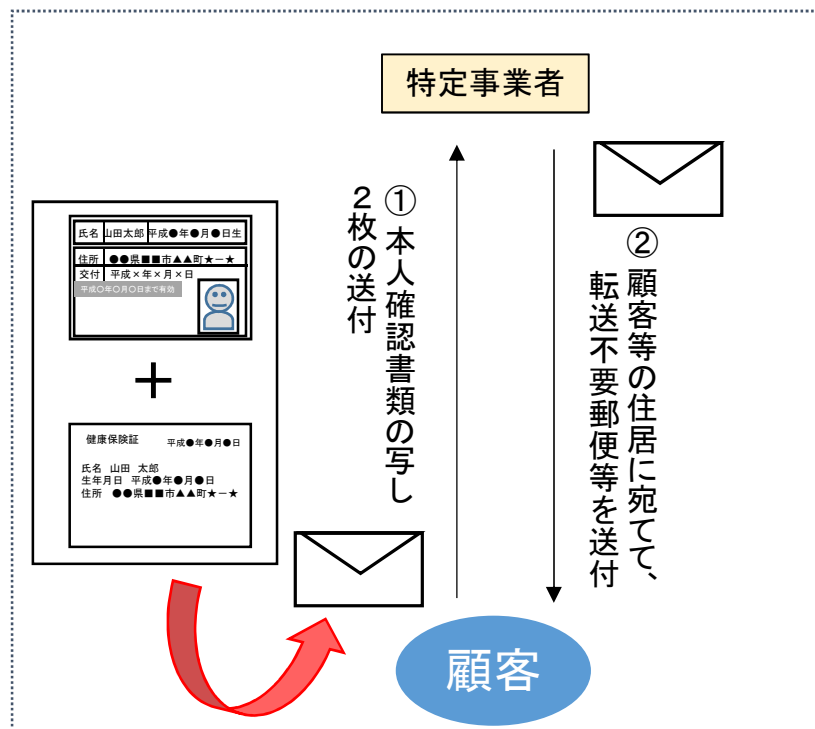 特定事業者
① 本人確認書類の写し
２枚の送付
② 顧客等の住居に宛てて、
転送不要郵便等を送付
氏名 山田太郎 平成●年●月●日生
住所 ●●県■■市▲▲町★ー★
交付 平成×年×月×日
平成〇年〇月〇日まで有効
＋
健康保険証 平成●年●月●日
氏名 山田 太郎
生年月日 平成●年●月●日
住所 ●●県■■市▲▲町★ー★
顧客